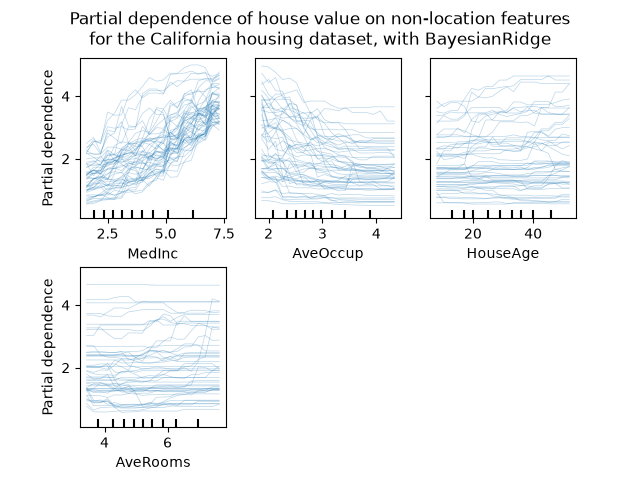 Partial dependence of house value on non-location features
for the California housing dataset, with BayesianRidge
Partial dependence
4
2
2.5 5.0 7.5
MedInc
2 3 4
AveOccup
20 40
HouseAge
Partial dependence
4
2
4 6
AveRooms